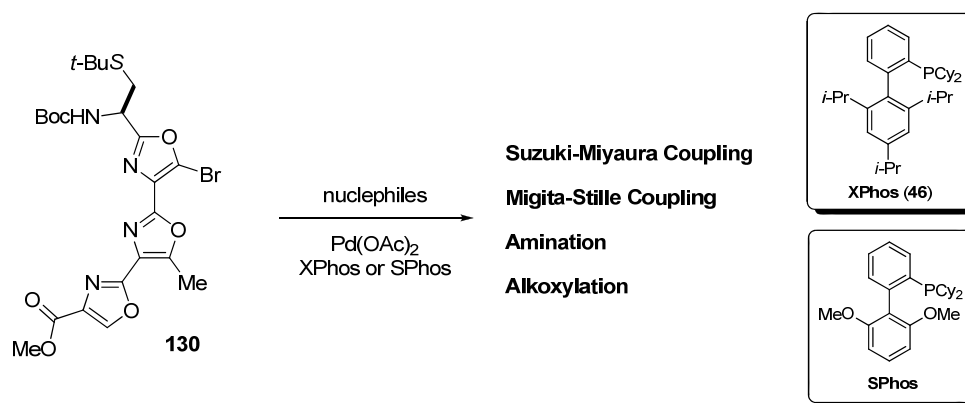 t-BuS
BocHN
O
N
Br
N
O
Me
N
O
O
MeO
130
nuclephiles
Pd(OAc)2
XPhos or SPhos
Suzuki-Miyaura Coupling
Migita-Stille Coupling
Amination
Alkoxylation
PCy2
i-Pr
i-Pr
i-Pr
XPhos (46)
PCy2
MeO
OMe
SPhos